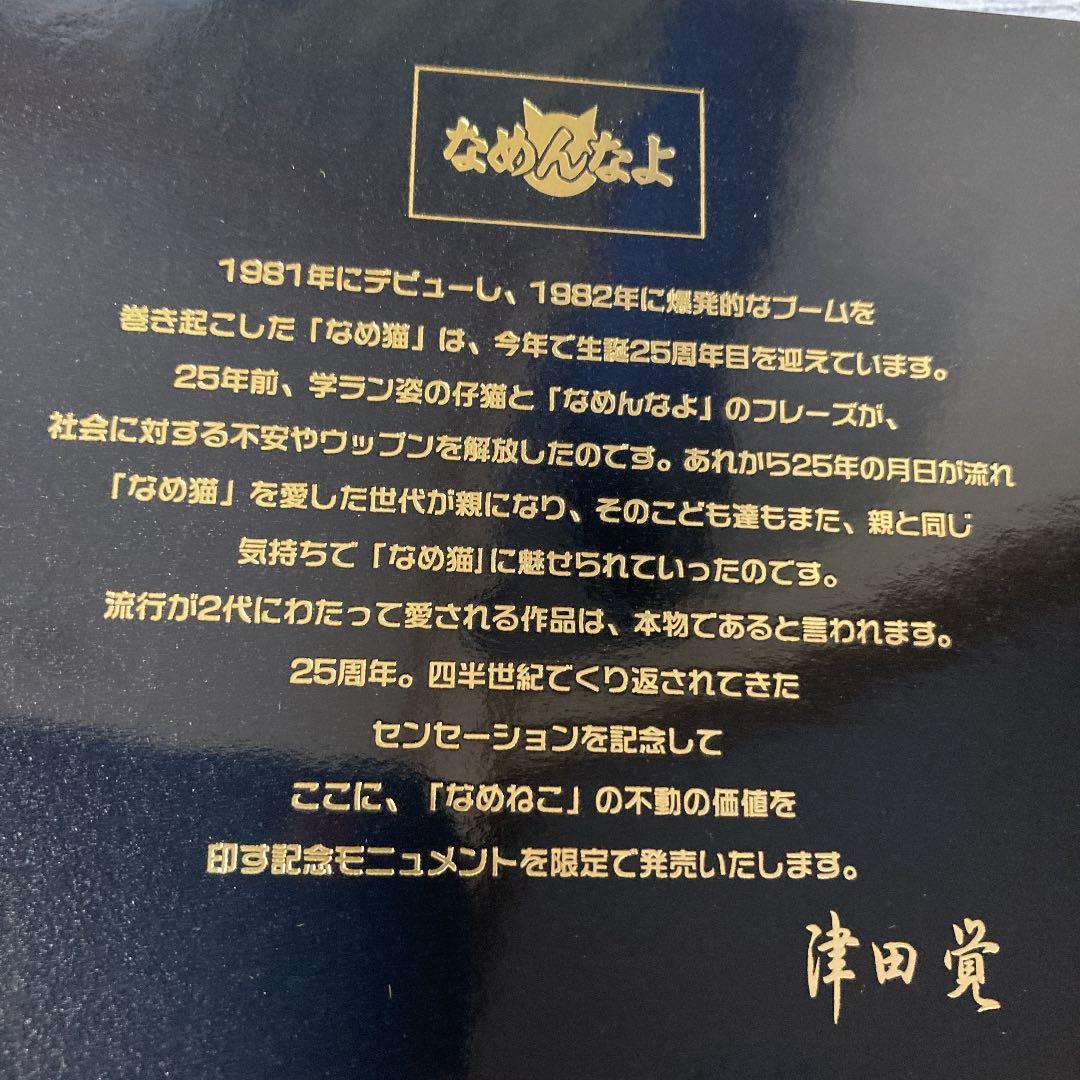 なめんなよ
1981年にデビューし、1982年に爆発的なブームを
巻き起こした「なめ猫」は、今年で生誕25周年目を迎えています。
25年前、学ラン姿の仔猫と「なめんなよ」のフレーズが、
社会に対する不安やウップンを解放したのです。あれから25年の月日が流れ
「なめ猫」を愛した世代が親になり、そのこども達もまた、親と同じ
気持ちで「なめ猫」に魅せられていったのです。
流行が2代にわたって愛される作品は、本物であると言われます。
25周年。四半世紀でくり返されてきた
センセーションを記念して
ここに、「なめねこ」の不動の価値を
印す記念モニュメントを限定で発売いたします。
津田覚